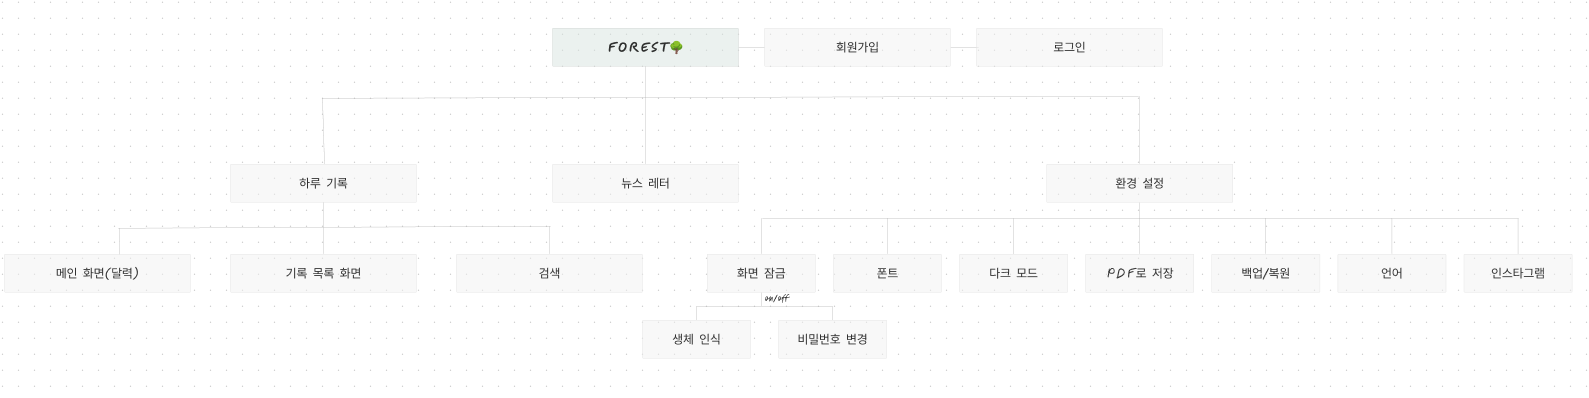 FOREST🌳
회원가입
로그인
하루 기록
뉴스 레터
환경 설정
메인 화면(달력)
기록 목록 화면
검색
화면 잠금
폰트
다크 모드
PDF로 저장
백업/복원
언어
인스타그램
on/off
생체 인식
비밀번호 변경